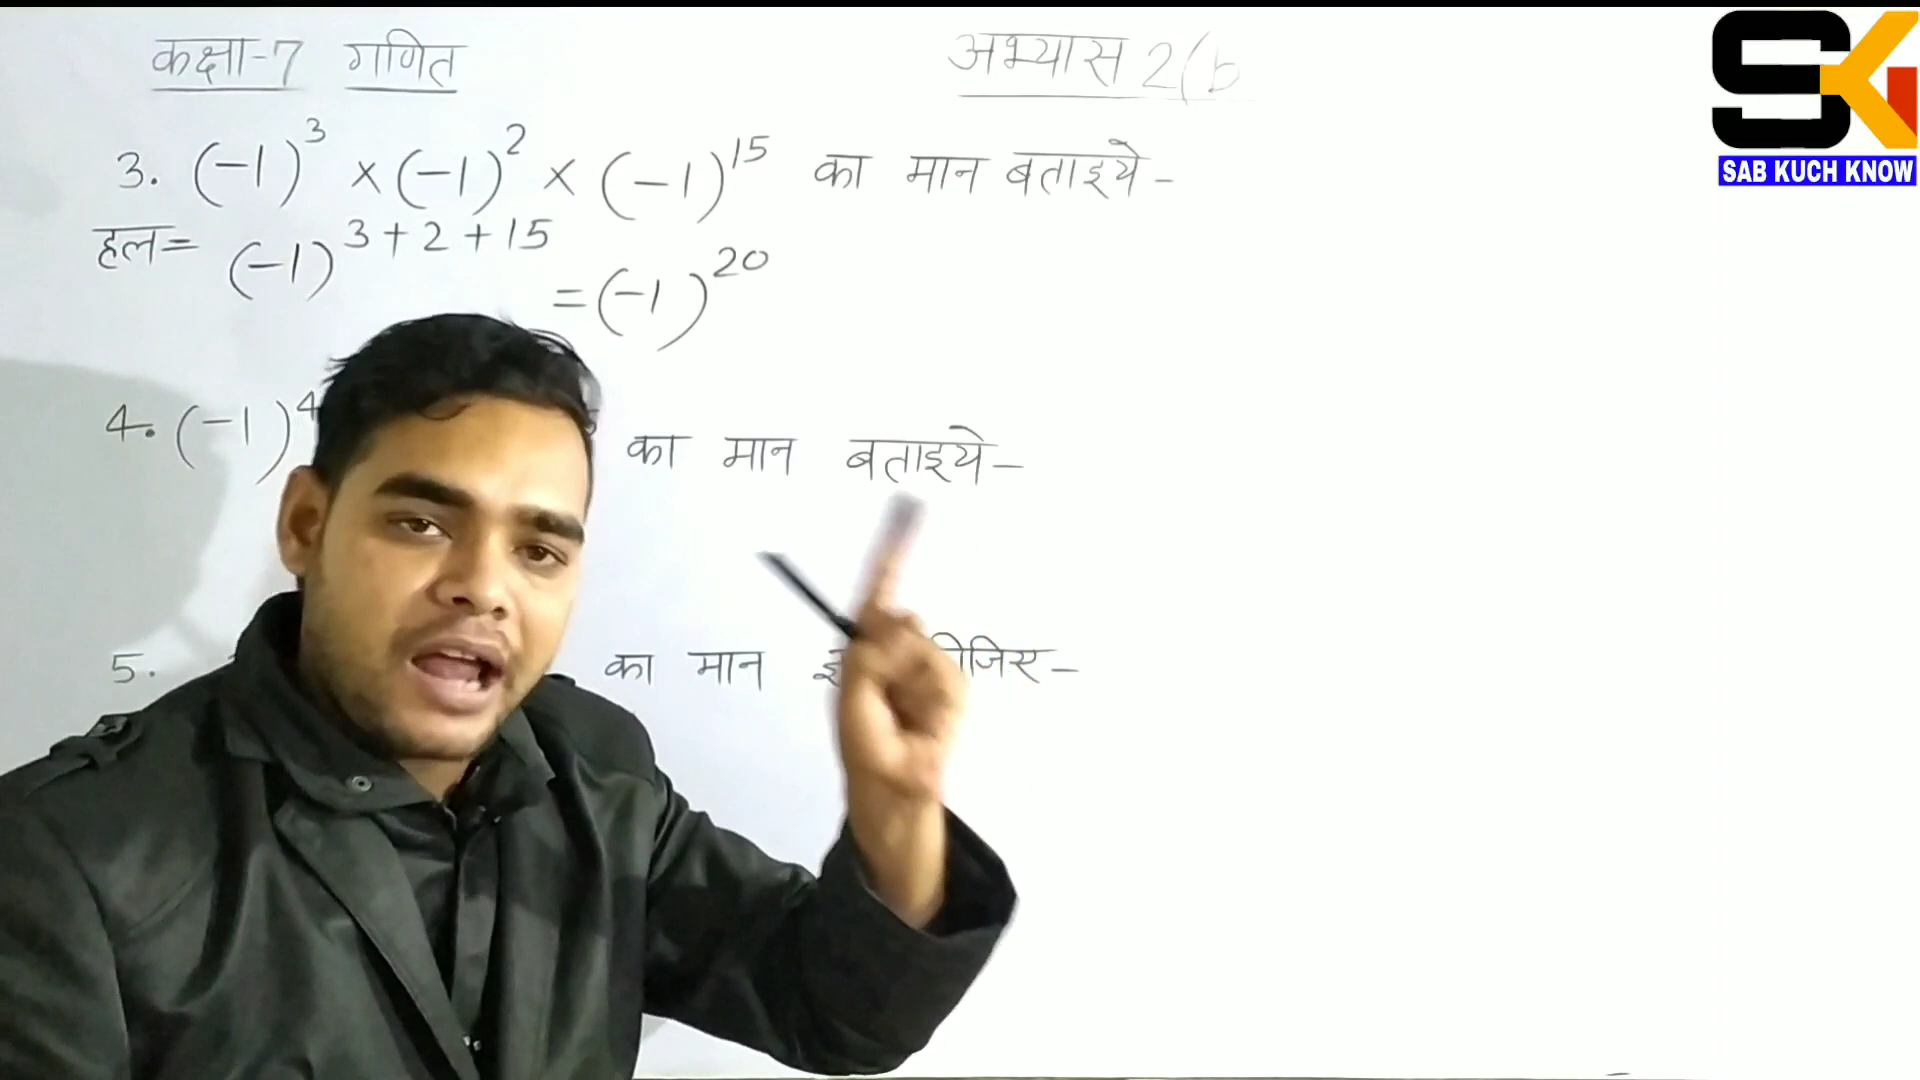 कक्षा-7 गणित
अभ्यास 2(b
3. (-1)³ × (-1)² × (-1)¹⁵ का मान बताइये-
हल= (-1)³⁺²⁺¹⁵
= (-1)²⁰
4. (-1)⁴ का मान बताइये-
5. का मान
SK
SAB KUCH KNOW